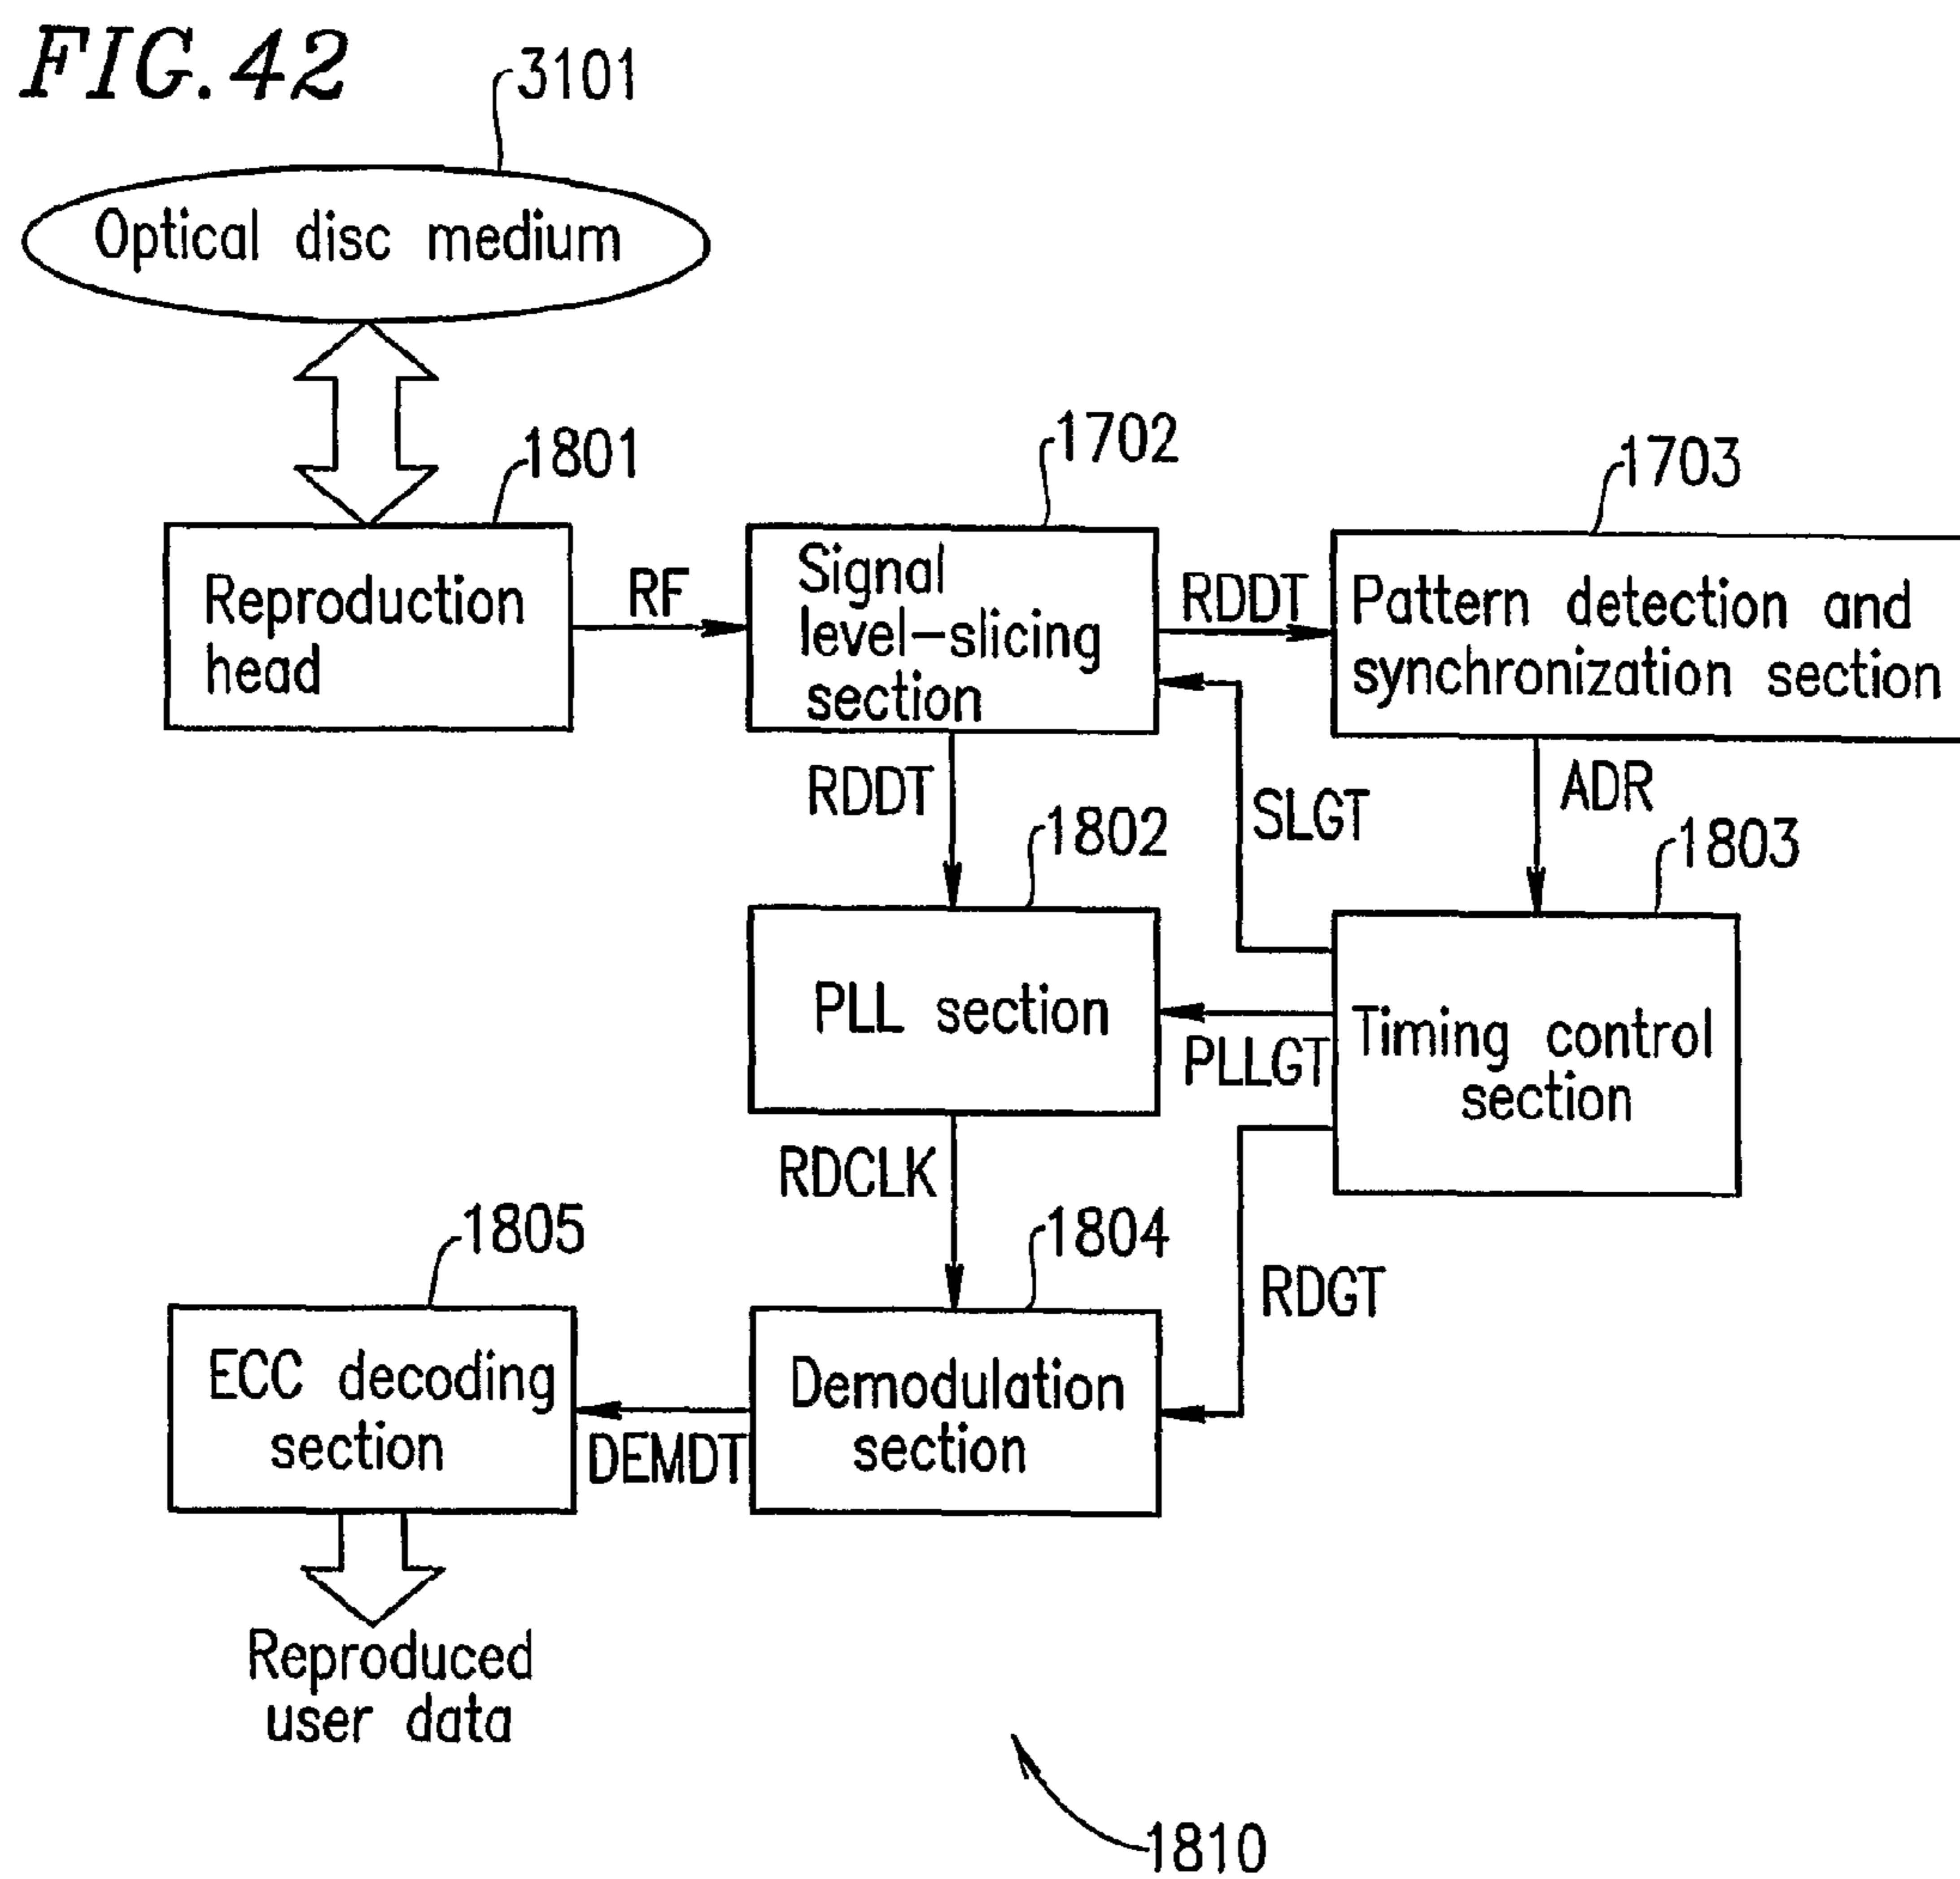 FIG.42
3101
Optical disc medium
1801
1702
1703
Reproduction
head
RF
Signal
level-slicing
section
RDDT
Pattern detection and
synchronization section
RDDT
SLGT
ADR
1802
1803
PLL section
PLLGT
Timing control
section
RDCLK
1805
1804
RDGT
ECC decoding
section
DEMDT
Demodulation
section
Reproduced
user data
1810